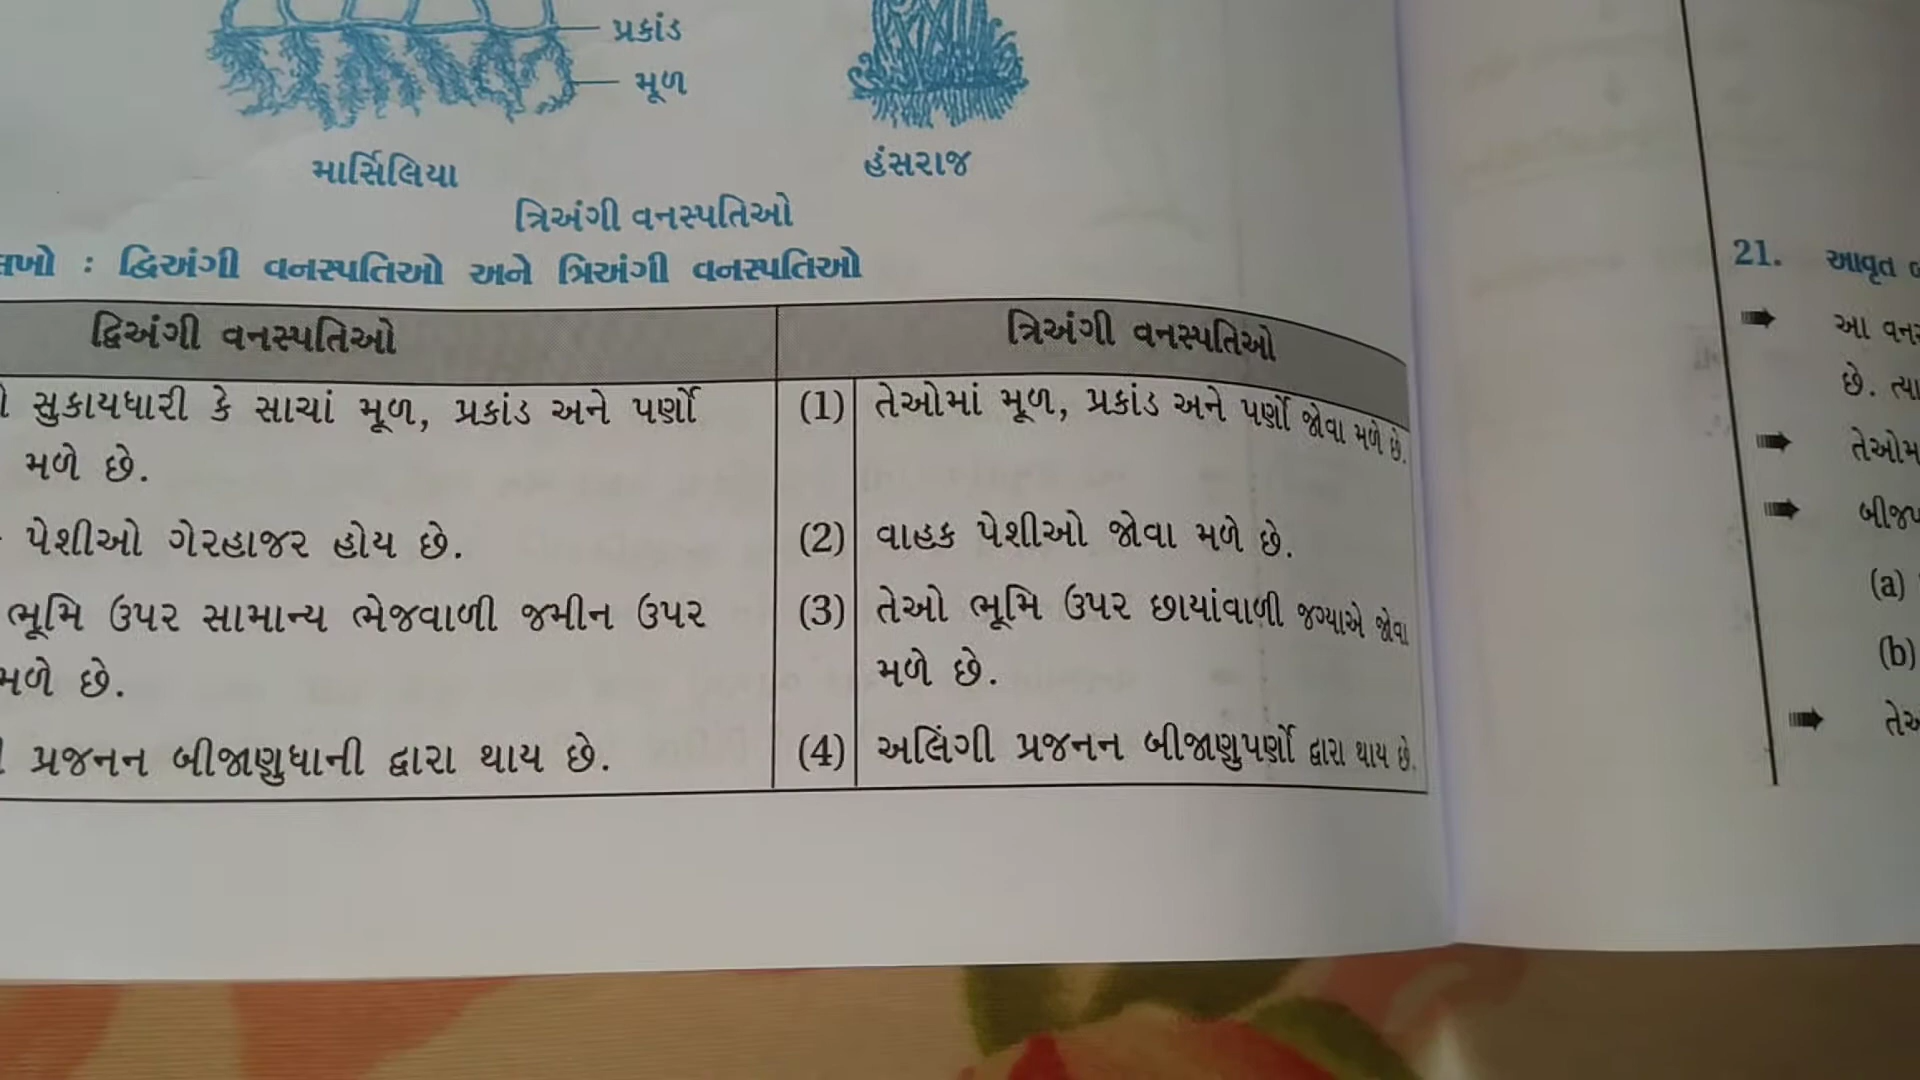 પ્રકાંડ
મૂળ
માર્સિલિયા
હંસરાજ
ત્રિઅંગી વનસ્પતિઓ
: દ્વિઅંગી વનસ્પતિઓ અને ત્રિઅંગી વનસ્પતિઓ
દ્વિઅંગી વનસ્પતિઓ
સુકાયધારી કે સાચાં મૂળ, પ્રકાંડ અને પર્ણો
મળે છે.
પેશીઓ ગેરહાજર હોય છે.
ભૂમિ ઉપર સામાન્ય ભેજવાળી જમીન ઉપર
મળે છે.
પ્રજનન બીજાણુધાની દ્વારા થાય છે.
ત્રિઅંગી વનસ્પતિઓ
(1) તેઓમાં મૂળ, પ્રકાંડ અને પર્ણો જોવા મળે છે.
(2) વાહક પેશીઓ જોવા મળે છે.
(3) તેઓ ભૂમિ ઉપર છાયાંવાળી જગ્યાએ જોવા
મળે છે.
(4) અલિંગી પ્રજનન બીજાણુપર્ણો દ્વારા થાય છે.
21. આવૃત
આ
છે.
(a)
(b)